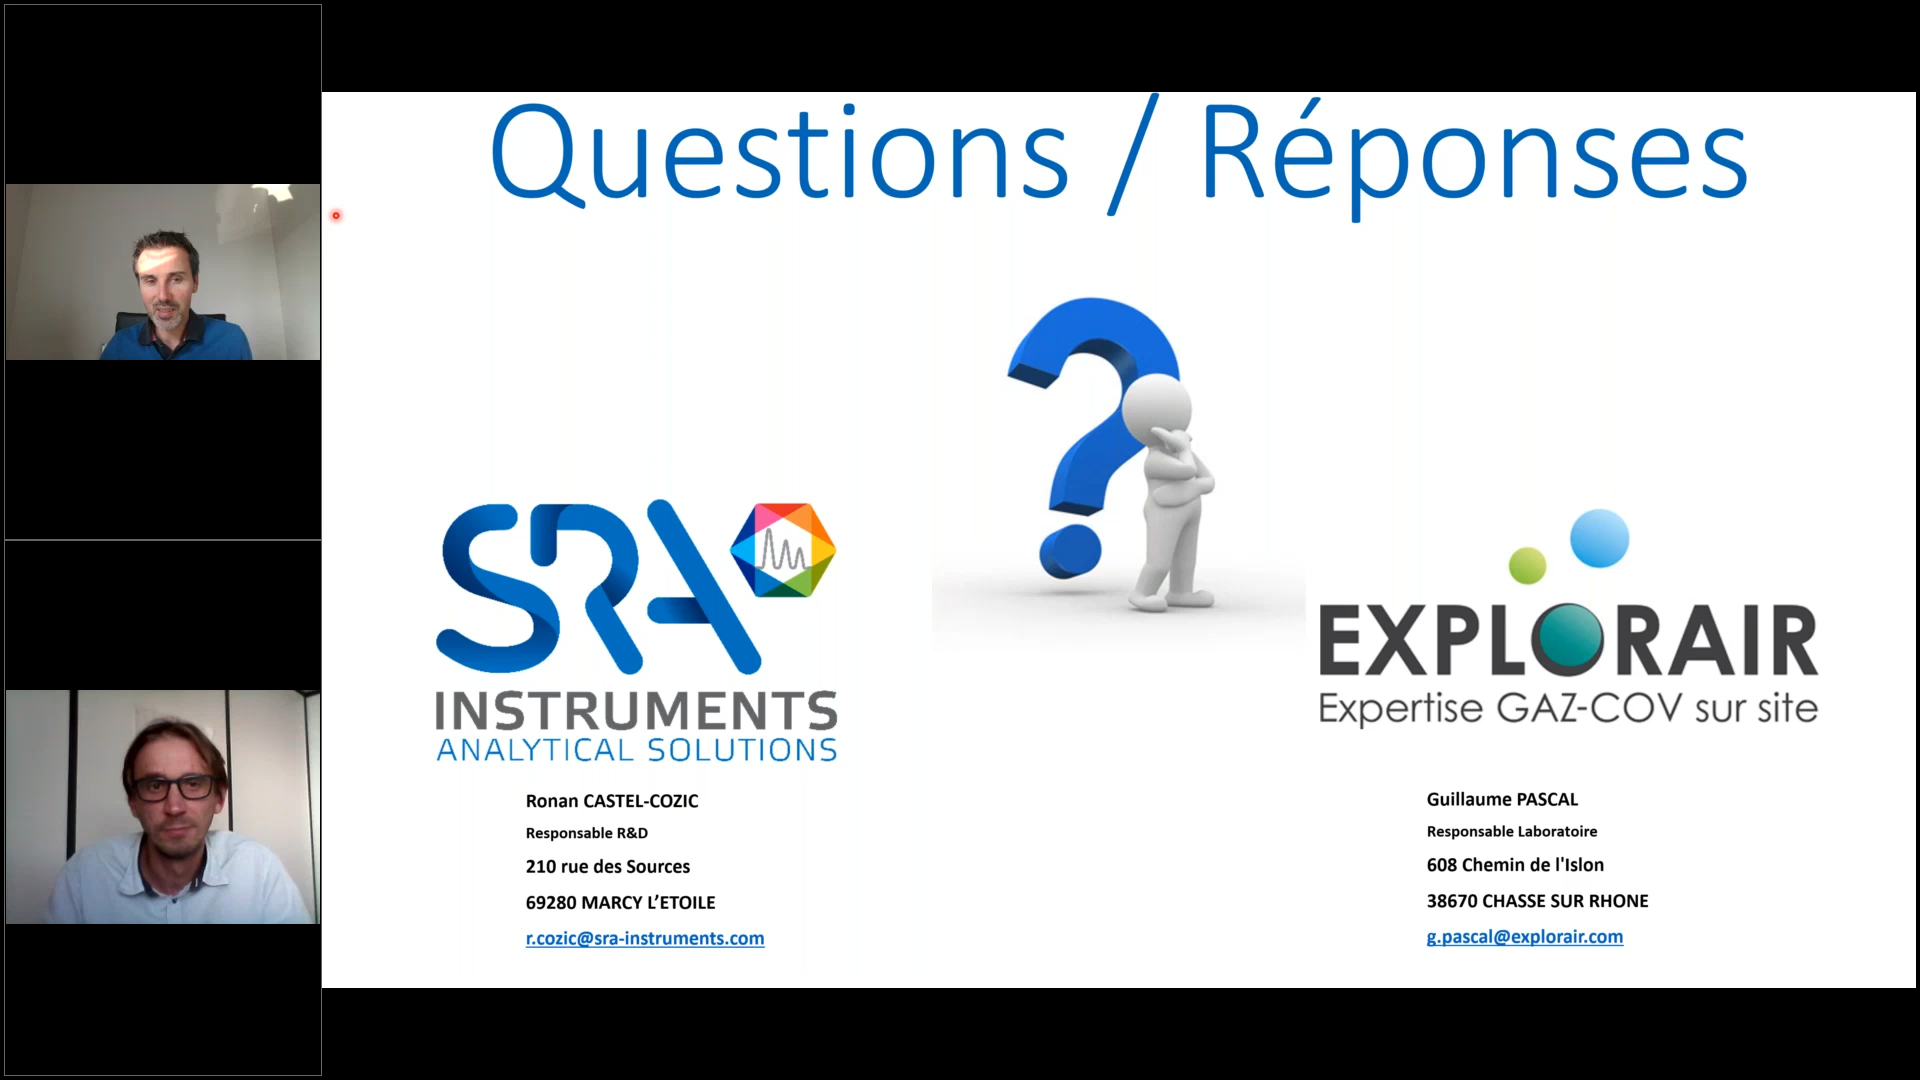 Questions / Réponses
SRA
INSTRUMENTS
ANALYTICAL SOLUTIONS
Ronan CASTEL-COZIC
Responsable R&D
210 rue des Sources
69280 MARCY L’ETOILE
r.cozic@sra-instruments.com
EXPLORAIR
Expertise GAZ-COV sur site
Guillaume PASCAL
Responsable Laboratoire
608 Chemin de l'Islon
38670 CHASSE SUR RHONE
g.pascal@explorair.com